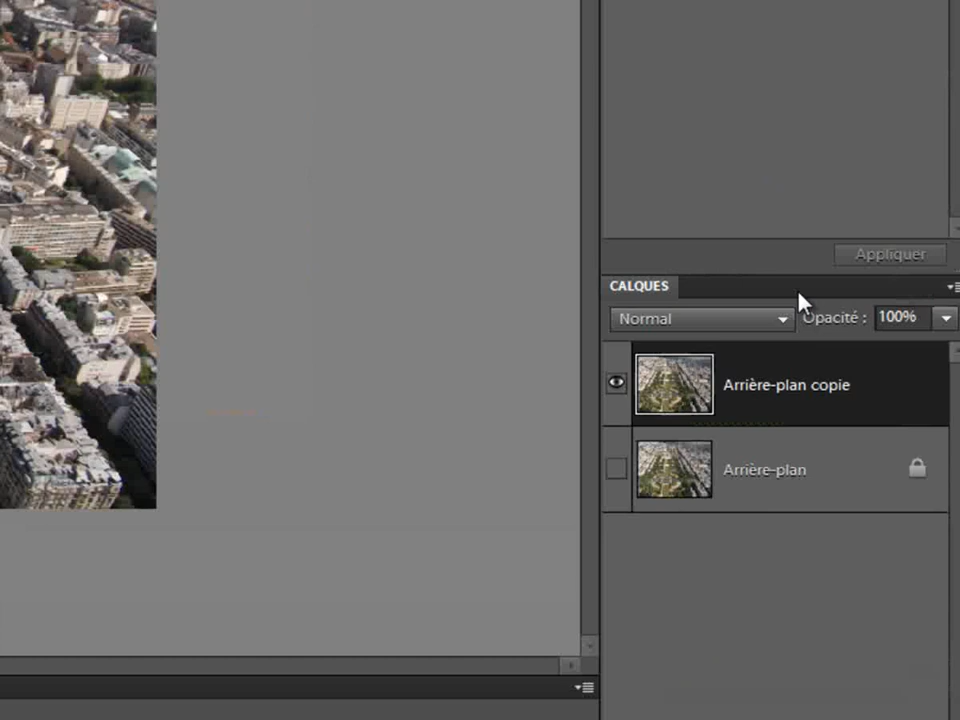 Appliquer
CALQUES
Normal
Opacité : 100%
Arrière-plan copie
Arrière-plan